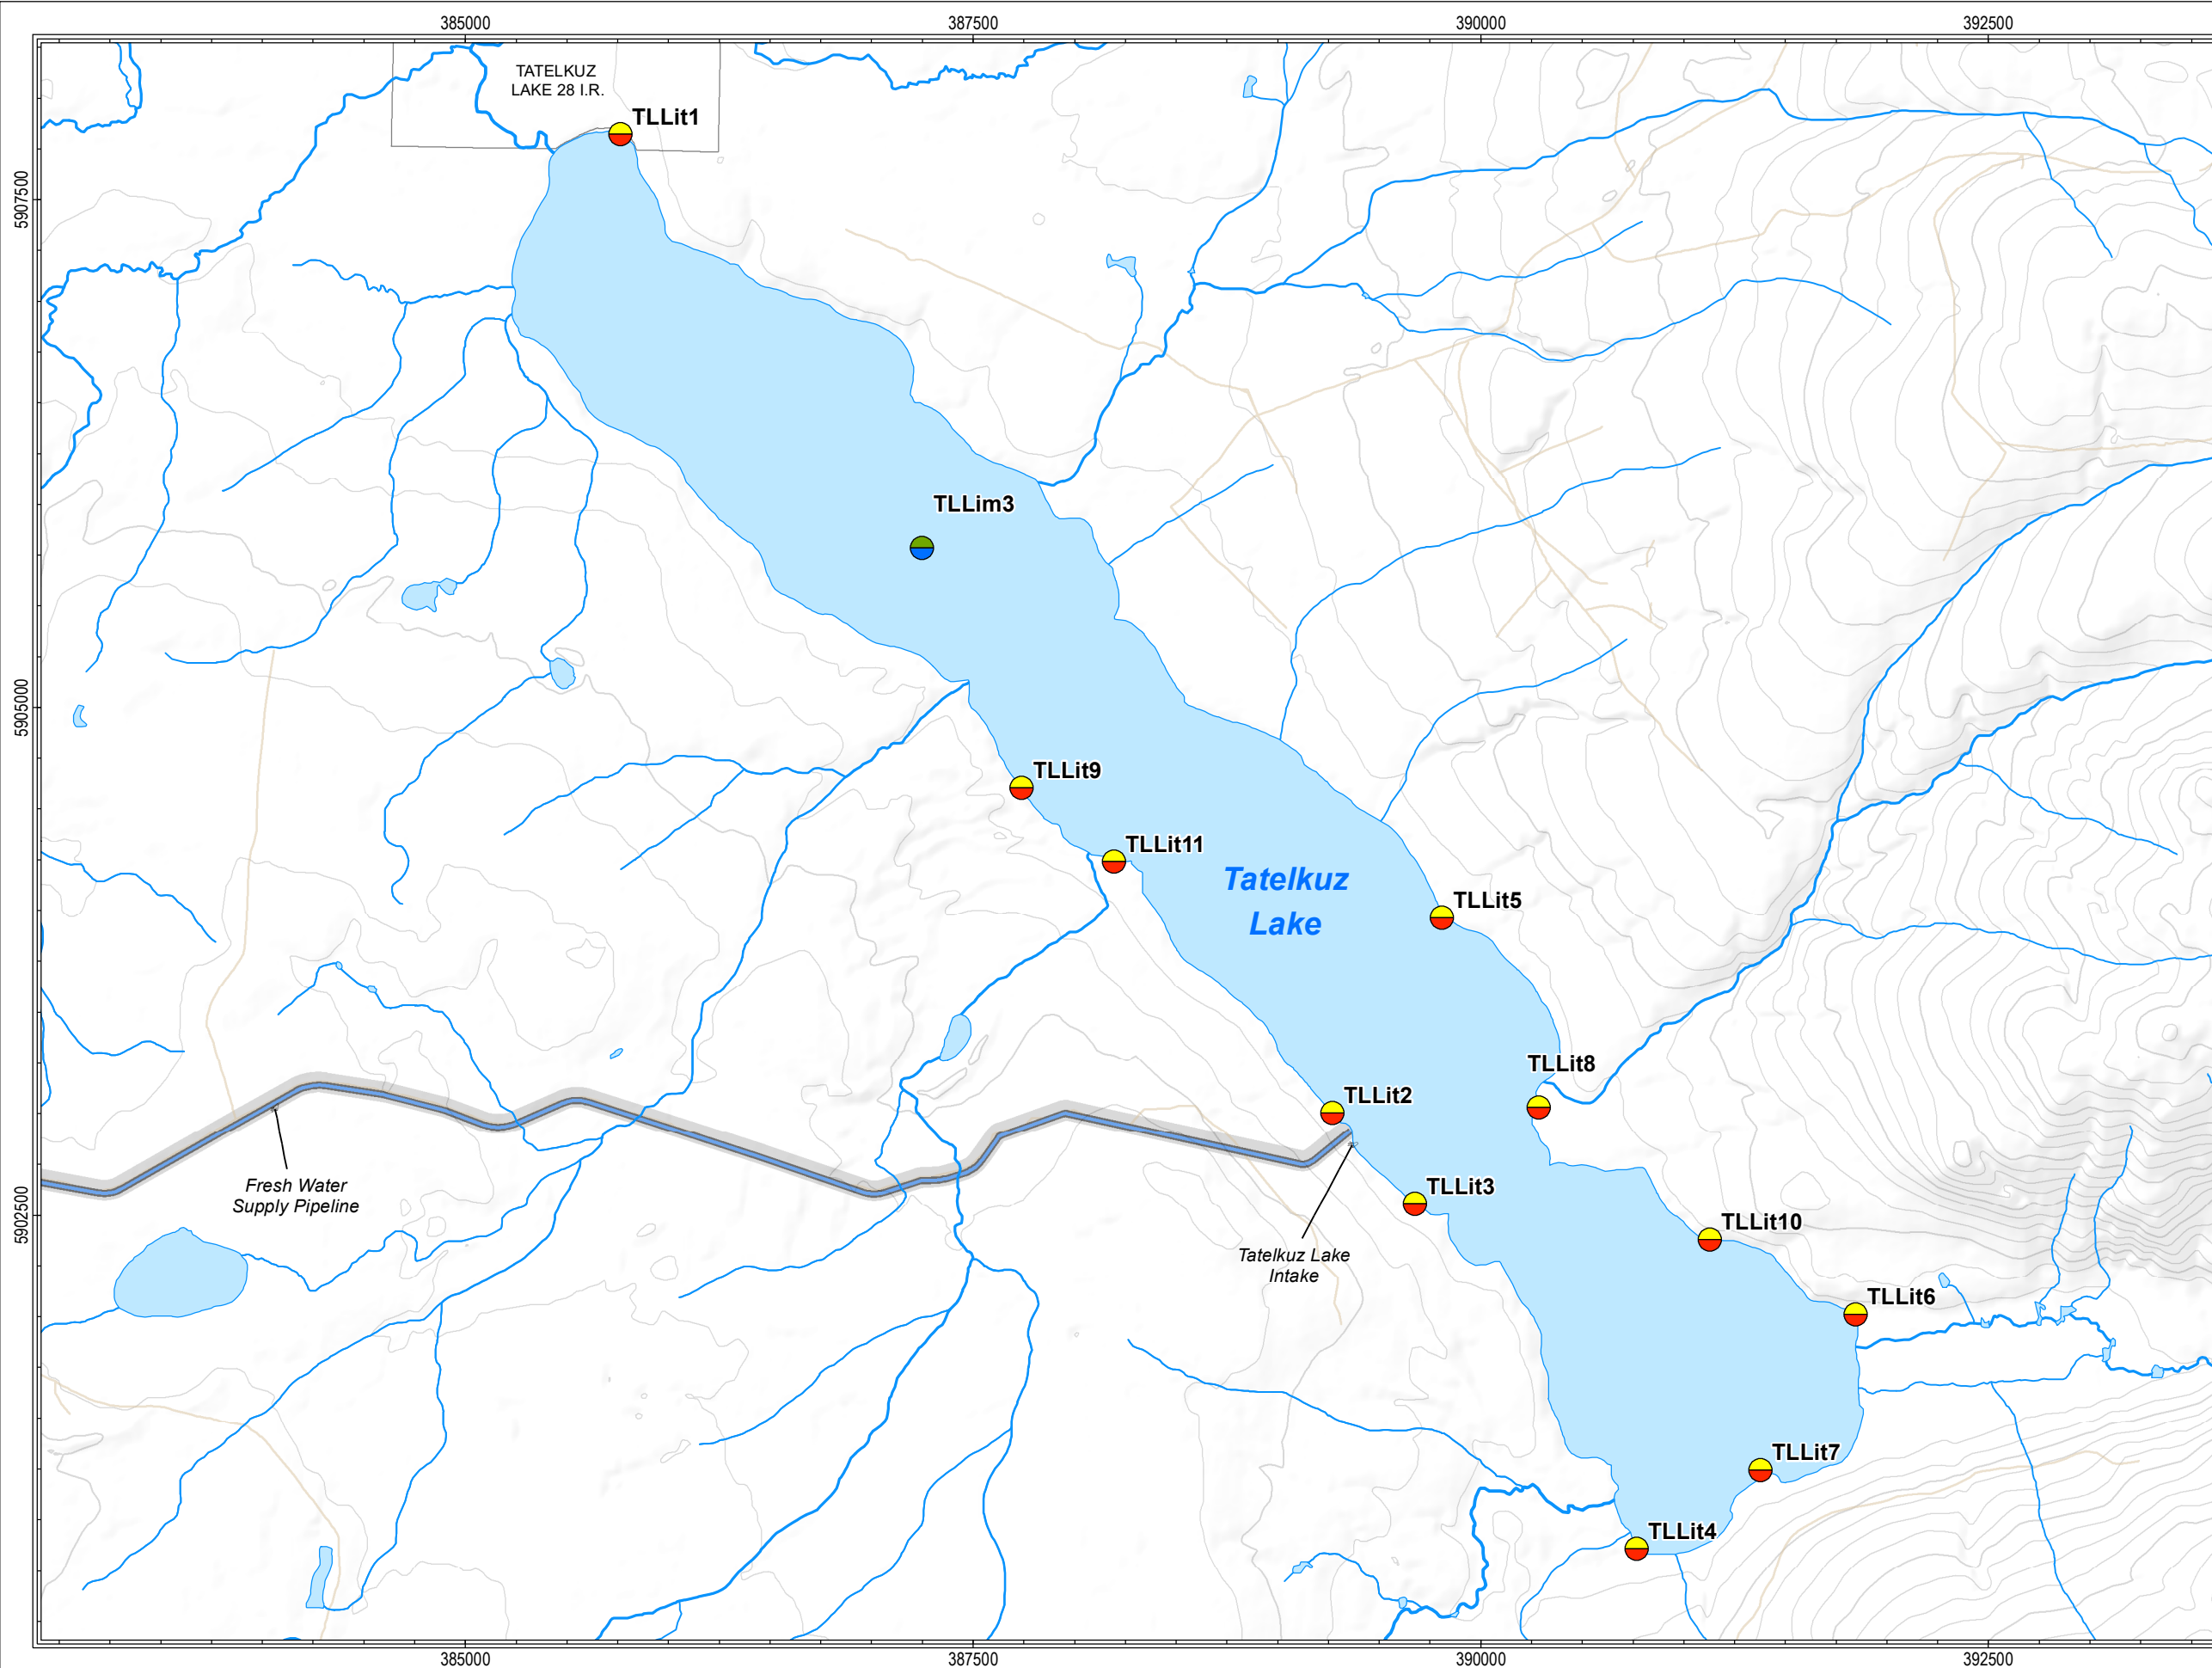 385000
387500
390000
392500
TATELKUZ
LAKE 28 I.R.
TLLit1
5907500
TLLim3
5905000
TLLit9
TLLit11
Tatelkuz
Lake
TLLit5
TLLit8
TLLit2
Fresh Water
Supply Pipeline
TLLit3
5902500
TLLit10
Tatelkuz Lake
Intake
TLLit6
TLLit7
TLLit4
385000
387500
390000
392500